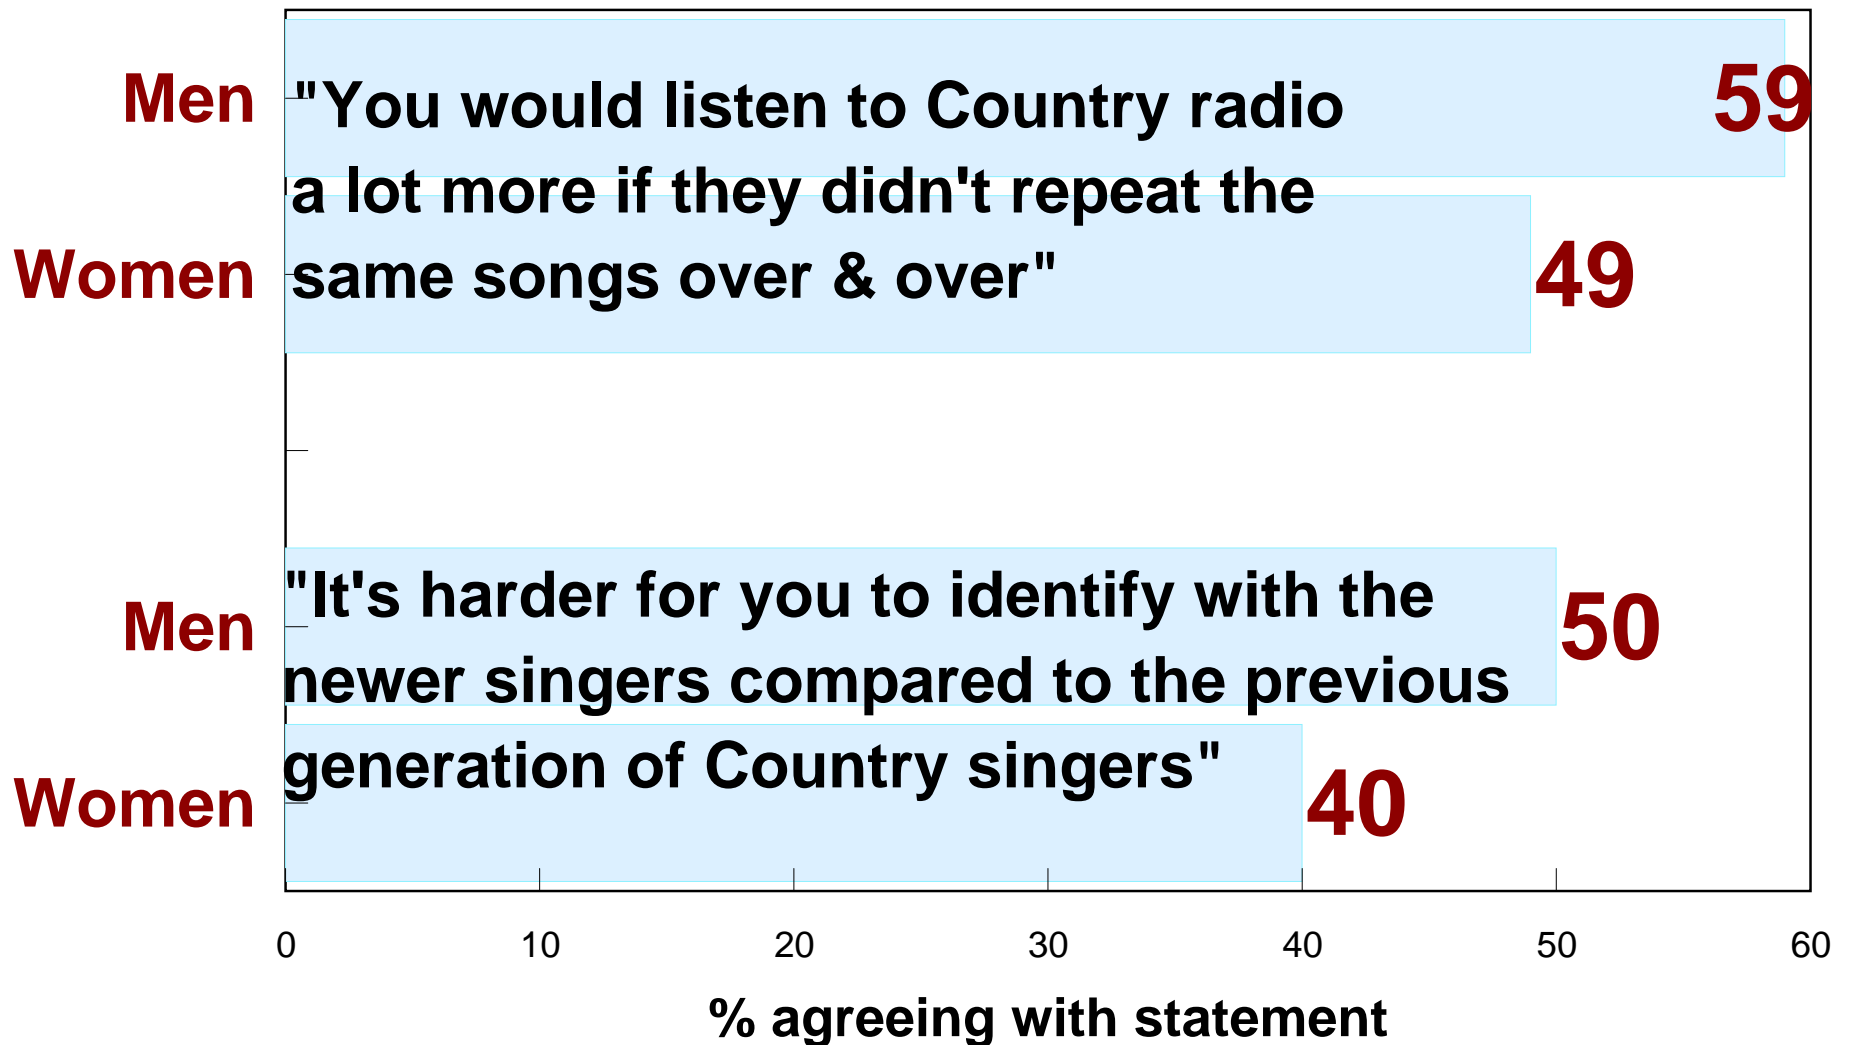 Men "You would listen to Country radio 59
a lot more if they didn't repeat the
Women same songs over & over" 49
"It's harder for you to identify with the
Men 50
newer singers compared to the previous
generation of Country singers"
Women 40
0 10 20 30 40 50 60
% agreeing with statement